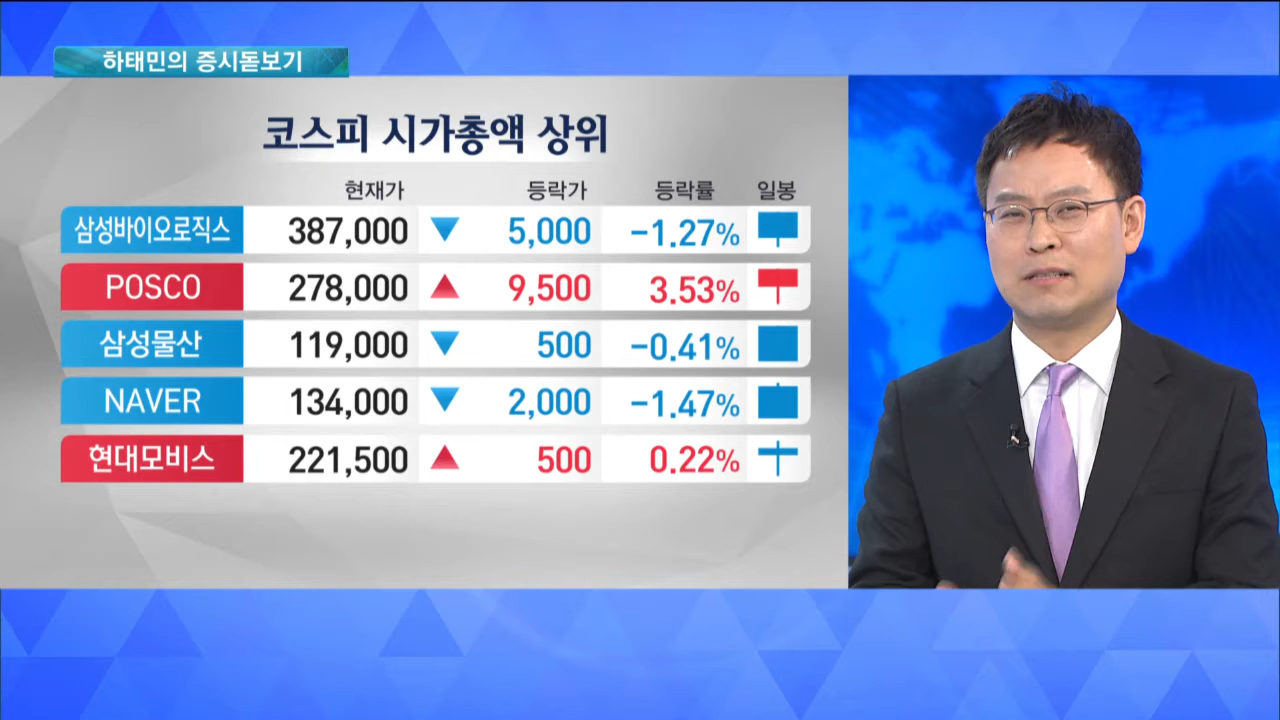 하태민의 증시돋보기
코스피 시가총액 상위
현재가 등락가 등락률 일봉
삼성바이오로직스 387,000 ▼ 5,000 -1.27%
POSCO 278,000 ▲ 9,500 3.53%
삼성물산 119,000 ▼ 500 -0.41%
NAVER 134,000 ▼ 2,000 -1.47%
현대모비스 221,500 ▲ 500 0.22%